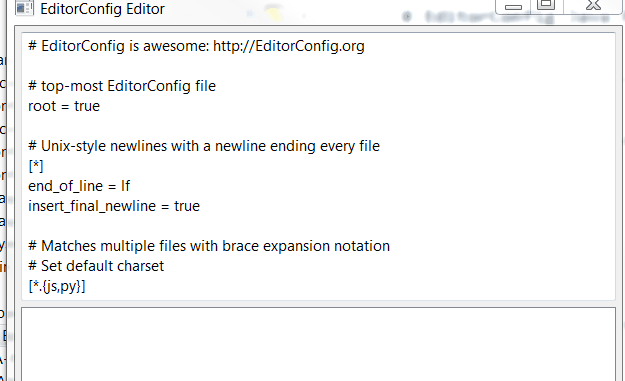 EditorConfig Editor
# EditorConfig is awesome: http://EditorConfig.org
# top-most EditorConfig file
root = true
# Unix-style newlines with a newline ending every file
[*]
end_of_line = lf
insert_final_newline = true
# Matches multiple files with brace expansion notation
# Set default charset
[*.{js,py}]